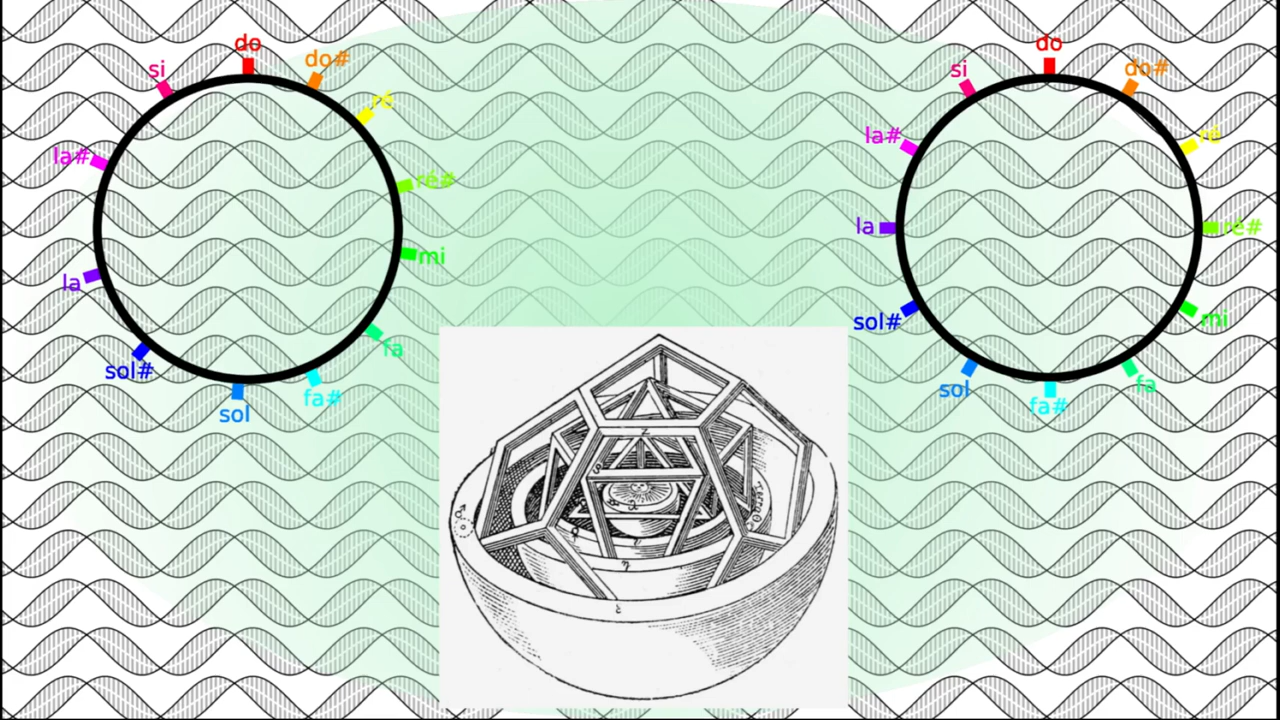 do
do#
ré
ré#
mi
fa
fa#
sol
sol#
la
la#
si
do
do#
ré
ré#
mi
fa
fa#
sol
sol#
la
la#
si